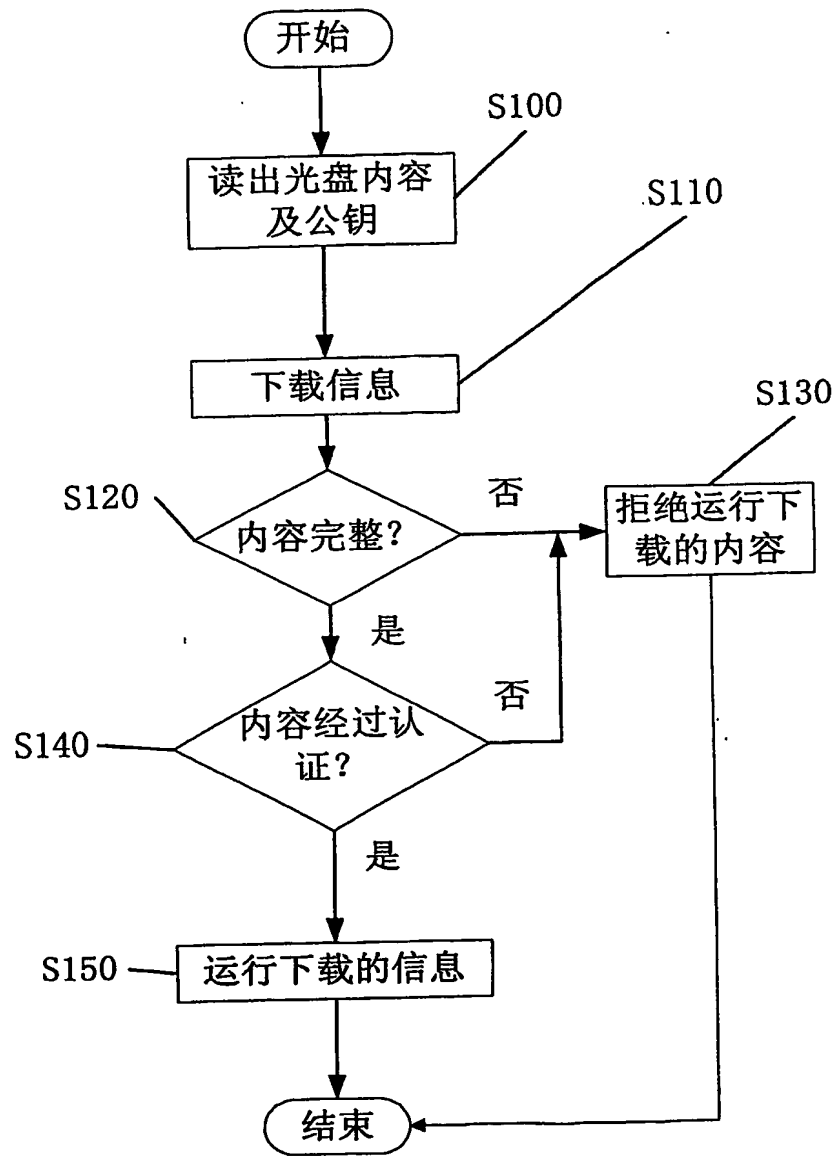 开始
S100
读出光盘内容
及公钥
S110
下载信息
S130
S120
内容完整?
否
拒绝运行下
载的内容
是
否
S140
内容经过认
证?
是
S150
运行下载的信息
结束